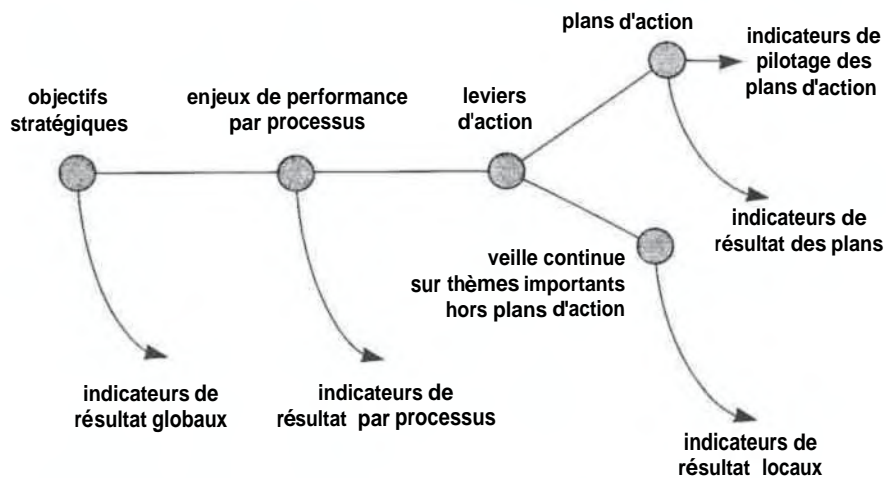 plans d'action
indicateurs de
pilotage des
plans d'action
objectifs
stratégiques
enjeux de performance
par processus
leviers
d'action
indicateurs de
résultat des plans
veille continue
sur thèmes importants
hors plans d'action
indicateurs de
résultat globaux
indicateurs de
résultat par processus
indicateurs de
résultat locaux